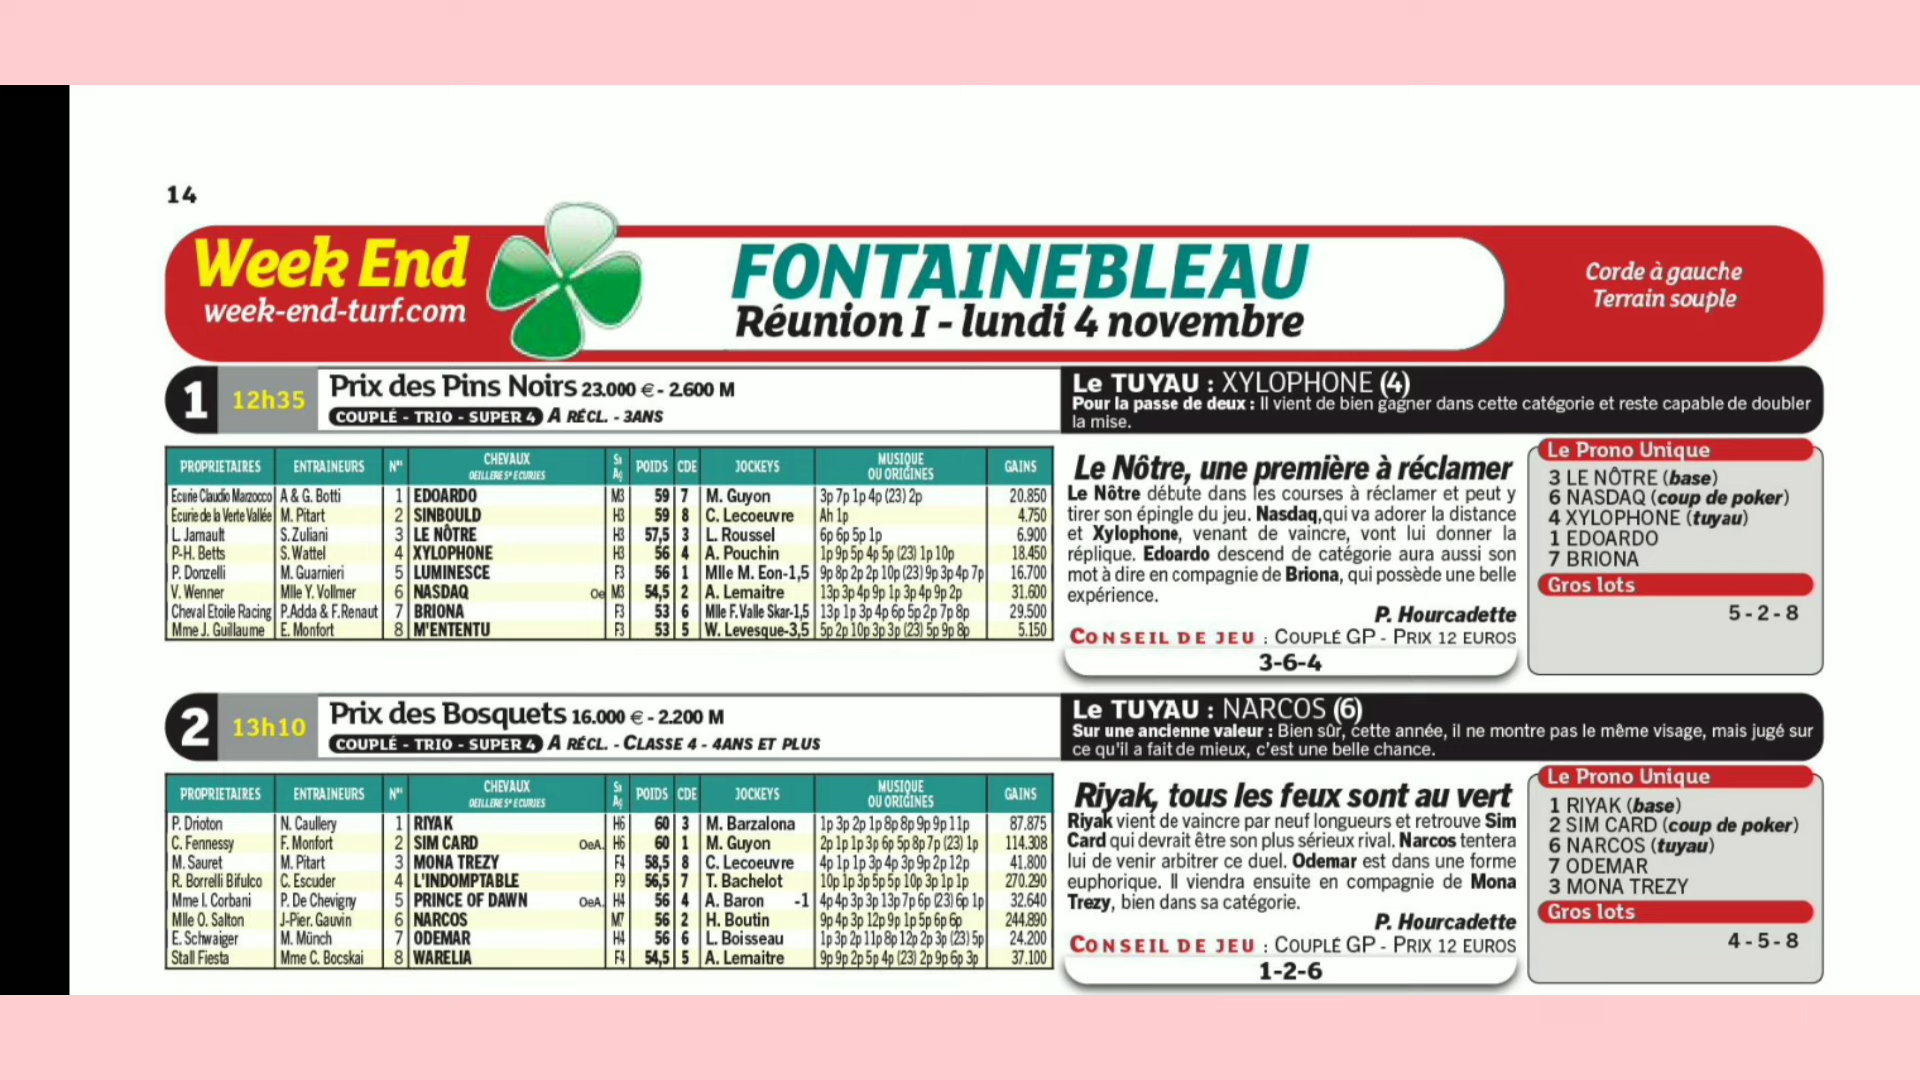 14
Week End
week-end-turf.com
FONTAINEBLEAU
Réunion I - lundi 4 novembre
Corde à gauche
Terrain souple
1 12h35 Prix des Pins Noirs 23.000 € - 2.600 M
COUPLÉ - TRIO - SUPER 4 A RÉCL. - 3ANS
Le TUYAU : XYLOPHONE (4)
Pour la passe de deux : Il vient de bien gagner dans cette catégorie et reste capable de doubler
la mise.
PROPRIETAIRES ENTRAINEURS N° CHEVAUX OEILLERE Sº ECURIES Sx Ag POIDS CDE JOCKEYS MUSIQUE OU ORIGINES GAINS
Ecurie Claudio Marzocco A & G. Botti 1 EDOARDO M3 59 7 M. Guyon 3p 7p 1p 4p (23) 2p 20.850
Ecurie de la Verte Vallée M. Pitart 2 SINBOULD H3 59 8 C. Lecoeuvre Ah 1p 4.750
L. Jamault S. Zuliani 3 LE NÔTRE H3 57,5 3 L. Roussel 6p 6p 5p 1p 6.900
P-H. Betts S. Wattel 4 XYLOPHONE H3 56 4 A. Pouchin 1p 9p 5p 4p 5p (23) 1p 10p 18.450
P. Donzelli M. Guarnieri 5 LUMINESCE F3 56 1 Mlle M. Eon-1,5 9p 8p 2p 2p 10p (23) 9p 3p 4p 7p 16.700
V. Wenner Mlle Y. Vollmer 6 NASDAQ Oe M3 54,5 2 A. Lemaitre 13p 3p 4p 9p 1p 3p 4p 9p 2p 31.600
Cheval Etoile Racing P.Adda & F.Renaut 7 BRIONA F3 53 6 Mlle F.Valle Skar-1,5 13p 1p 3p 4p 6p 5p 2p 7p 8p 29.500
Mme J. Guillaume E. Monfort 8 M'ENTENTU F3 53 5 W. Levesque-3,5 5p 2p 10p 3p 3p (23) 5p 9p 8p 5.150
Le Nôtre, une première à réclamer
Le Nôtre débute dans les courses à réclamer et peut y
tirer son épingle du jeu. Nasdaq,qui va adorer la distance
et Xylophone, venant de vaincre, vont lui donner la
réplique. Edoardo descend de catégorie aura aussi son
mot à dire en compagnie de Briona, qui possède une belle
expérience.
P. Hourcadette
CONSEIL DE JEU : COUPLÉ GP - PRIX 12 EUROS
3-6-4
Le Prono Unique
3 LE NÔTRE (base)
6 NASDAQ (coup de poker)
4 XYLOPHONE (tuyau)
1 EDOARDO
7 BRIONA
Gros lots
5 - 2 - 8
2 13h10 Prix des Bosquets 16.000 € - 2.200 M
COUPLÉ - TRIO - SUPER 4 A RÉCL. - CLASSE 4 - 4ANS ET PLUS
Le TUYAU : NARCOS (6)
Sur une ancienne valeur : Bien sûr, cette année, il ne montre pas le même visage, mais jugé sur
ce qu'il a fait de mieux, c'est une belle chance.
PROPRIETAIRES ENTRAINEURS N° CHEVAUX OEILLERE Sº ECURIES Sx Ag POIDS CDE JOCKEYS MUSIQUE OU ORIGINES GAINS
P. Drioton N. Caullery 1 RIYAK H6 60 3 M. Barzalona 1p 3p 2p 1p 8p 8p 9p 9p 11p 87.875
C. Fennessy F. Monfort 2 SIM CARD OeA. H6 60 1 M. Guyon 2p 1p 1p 3p 6p 5p 8p 7p (23) 1p 114.308
M. Sauret M. Pitart 3 MONA TREZY F4 58,5 8 C. Lecoeuvre 4p 1p 1p 3p 4p 3p 9p 2p 12p 41.800
R. Borrelli Bifulco C. Escuder 4 L'INDOMPTABLE F9 56,5 7 T. Bachelot 10p 1p 3p 5p 5p 10p 3p 1p 1p 270.290
Mme I. Corbani P. De Chevigny 5 PRINCE OF DAWN OeA. H4 56 4 A. Baron -1 4p 4p 3p 3p 13p 7p 6p (23) 6p 1p 32.640
Mlle O. Salton J-Pier. Gauvin 6 NARCOS M7 56 2 H. Boutin 9p 4p 3p 12p 9p 1p 5p 6p 6p 244.890
E. Schwaiger M. Münch 7 ODEMAR H4 56 6 L. Boisseau 1p 3p 2p 11p 8p 12p 2p 3p (23) 5p 24.200
Stall Fiesta Mme C. Bocskai 8 WARELIA F4 54,5 5 A. Lemaitre 9p 9p 2p 5p 4p (23) 2p 9p 6p 3p 37.100
Riyak, tous les feux sont au vert
Riyak vient de vaincre par neuf longueurs et retrouve Sim
Card qui devrait être son plus sérieux rival. Narcos tentera
lui de venir arbitrer ce duel. Odemar est dans une forme
euphorique. Il viendra ensuite en compagnie de Mona
Trezy, bien dans sa catégorie.
P. Hourcadette
CONSEIL DE JEU : COUPLÉ GP - PRIX 12 EUROS
1-2-6
Le Prono Unique
1 RIYAK (base)
2 SIM CARD (coup de poker)
6 NARCOS (tuyau)
7 ODEMAR
3 MONA TREZY
Gros lots
4 - 5 - 8